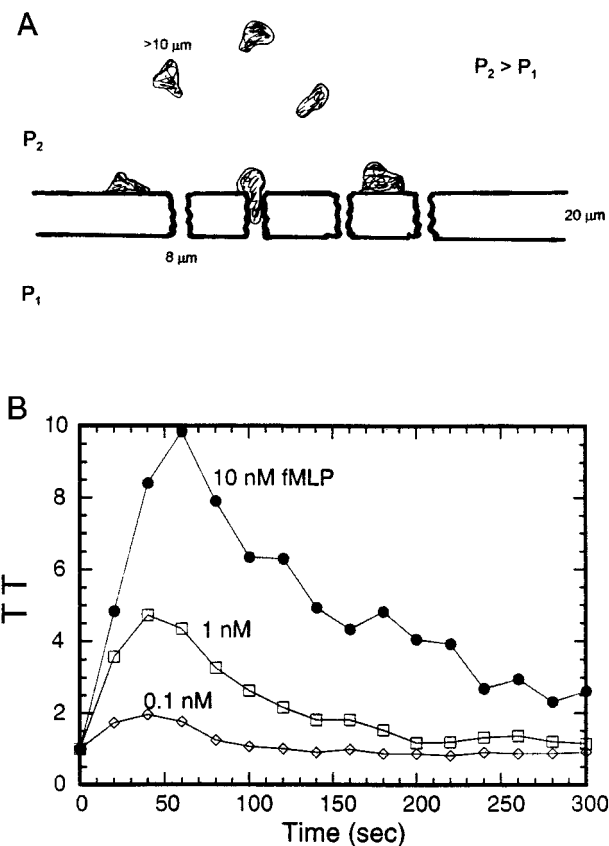 A
>10 μm
P₂ > P₁
P₂
20 μm
8 μm
P₁
B
10
8
6
4
2
0
T T
10 nM fMLP
1 nM
0.1 nM
0 50 100 150 200 250 300
Time (sec)